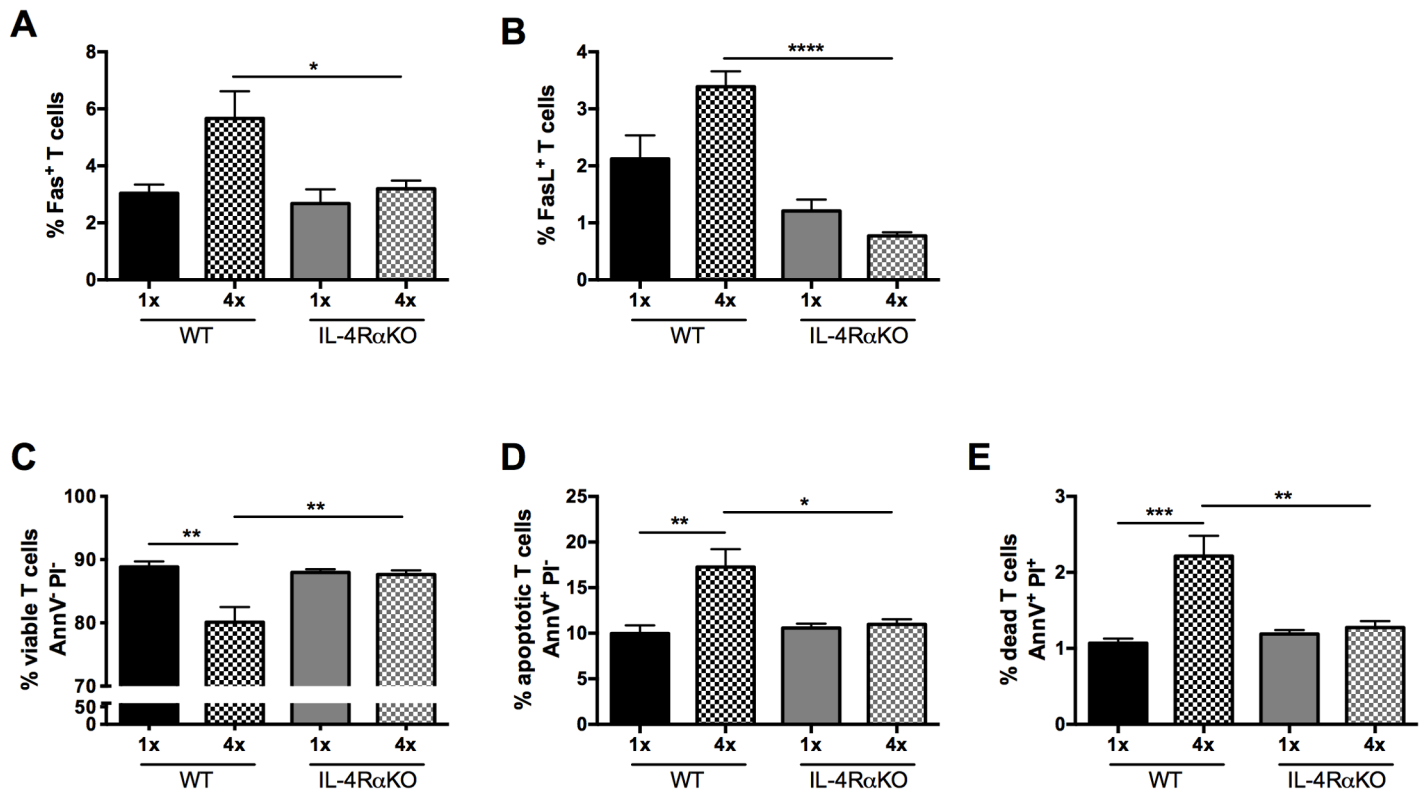 A
% Fas⁺ T cells
8
6
4
2
0
*
1x 4x 1x 4x
WT IL-4RαKO
B
% FasL⁺ T cells
4
3
2
1
0
****
1x 4x 1x 4x
WT IL-4RαKO
C
% viable T cells
AnnV⁻ PI⁻
100
90
80
70
50
0
**
**
1x 4x 1x 4x
WT IL-4RαKO
D
% apoptotic T cells
AnnV⁺ PI⁻
25
20
15
10
5
0
**
*
1x 4x 1x 4x
WT IL-4RαKO
E
% dead T cells
AnnV⁺ PI⁺
3
2
1
0
***
**
1x 4x 1x 4x
WT IL-4RαKO